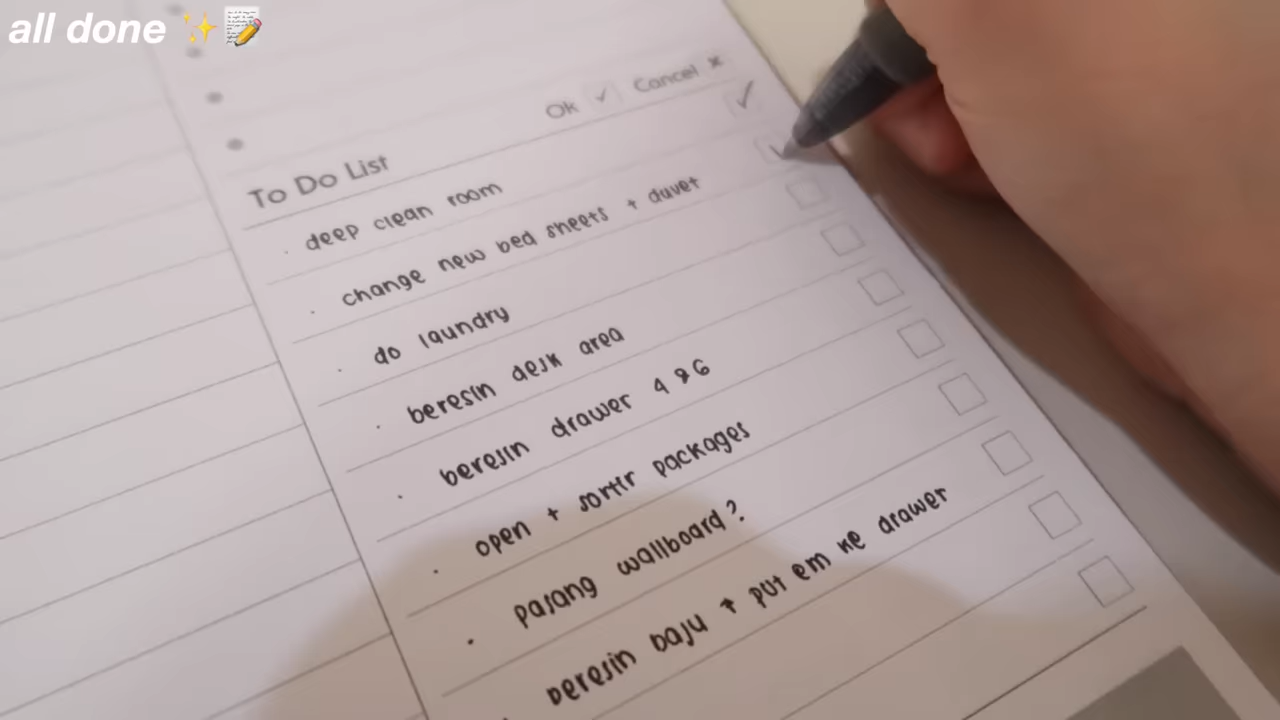 all done ✨📝
Ok ✓ Cancel ×
To Do List
deep clean room
change new bed sheets + duvet
do laundry
beresin desk area
beresin drawer 4 & 6
open + sortir packages
pasang wallboard?
beresin baju + put em ke drawer